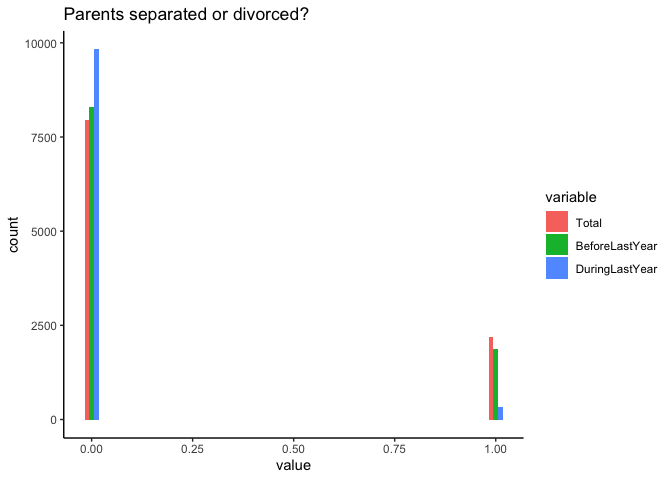 Parents separated or divorced?
10000
7500
5000
2500
0
count
0.00 0.25 0.50 0.75 1.00
value
variable
Total
BeforeLastYear
DuringLastYear